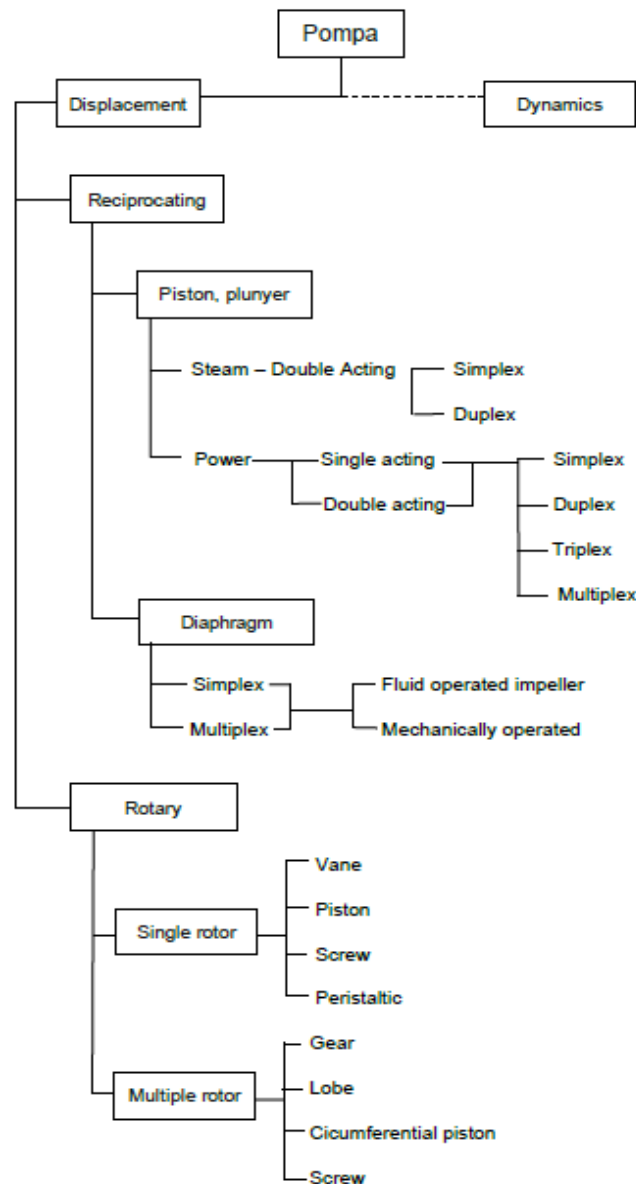 Pompa
Displacement
Dynamics
Reciprocating
Piston, plunyer
Steam – Double Acting
Simplex
Duplex
Power
Single acting
Double acting
Simplex
Duplex
Triplex
Multiplex
Diaphragm
Simplex
Multiplex
Fluid operated impeller
Mechanically operated
Rotary
Single rotor
Vane
Piston
Screw
Peristaltic
Multiple rotor
Gear
Lobe
Cicumferential piston
Screw